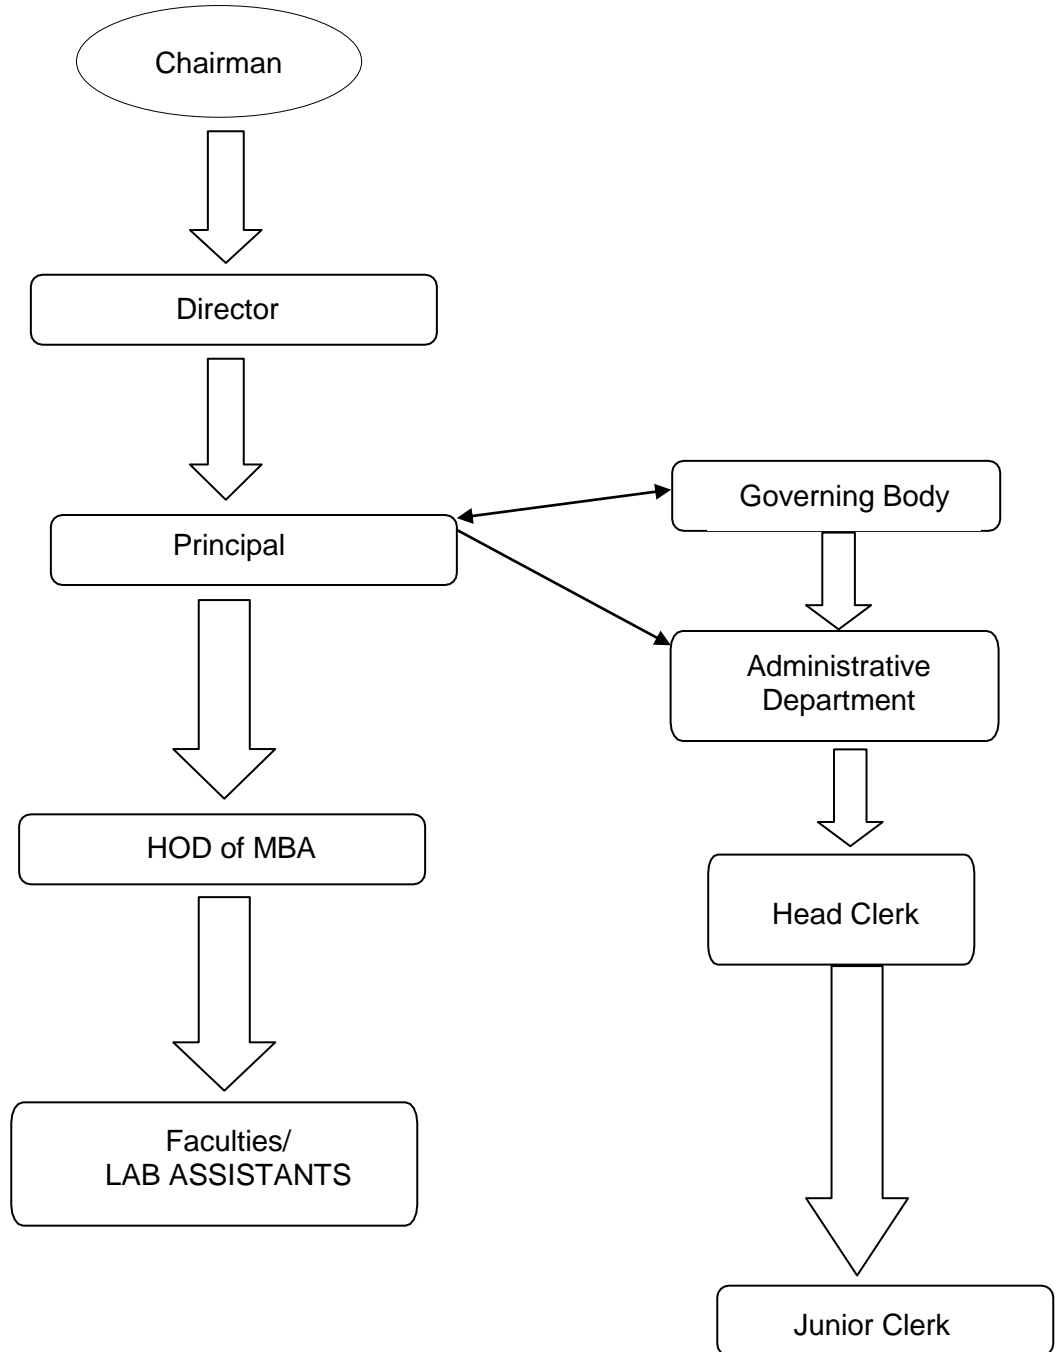 Chairman
Director
Principal
Governing Body
Administrative
Department
HOD of MBA
Head Clerk
Faculties/
LAB ASSISTANTS
Junior Clerk